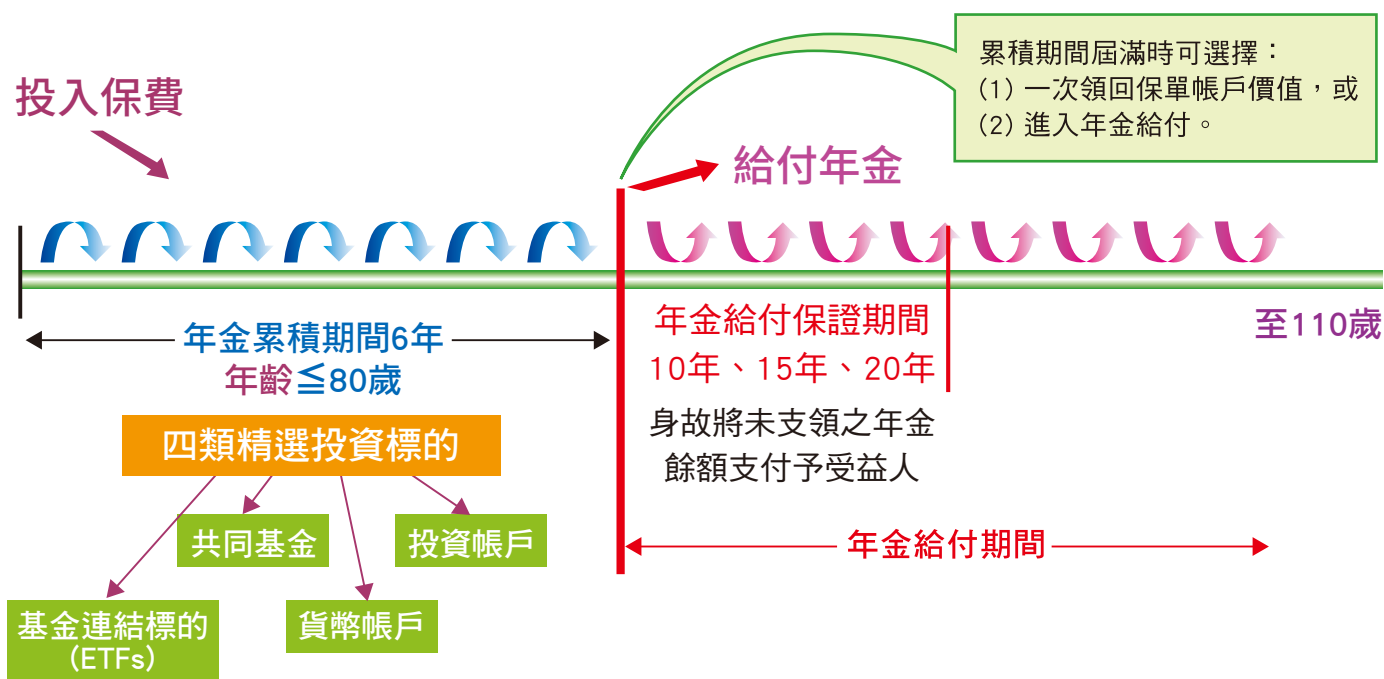 累積期間屆滿時可選擇：
(1) 一次領回保單帳戶價值，或
(2) 進入年金給付。
投入保費
給付年金
年金累積期間6年
年齡≦80歲
年金給付保證期間
10年、15年、20年
至110歲
身故將未支領之年金
餘額支付予受益人
四類精選投資標的
共同基金
投資帳戶
年金給付期間
基金連結標的
(ETFs)
貨幣帳戶